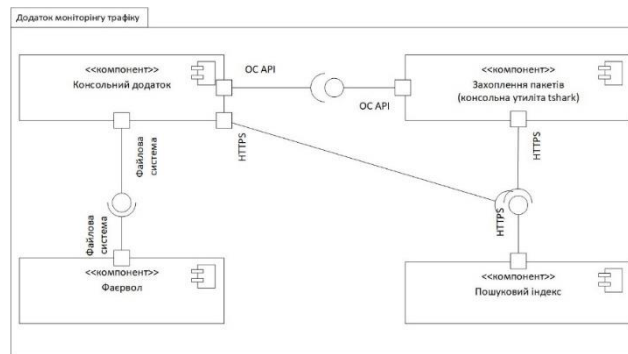 Додаток моніторингу трафіку
<<компонент>>
Консольний додаток
ОС АРІ
ОС АРІ
<<компонент>>
Захоплення пакетів
(консольна утиліта tshark)
Файлова
система
HTTPS
HTTPS
Файлова
система
HTTPS
<<компонент>>
Фаєрвол
<<компонент>>
Пошуковий індекс